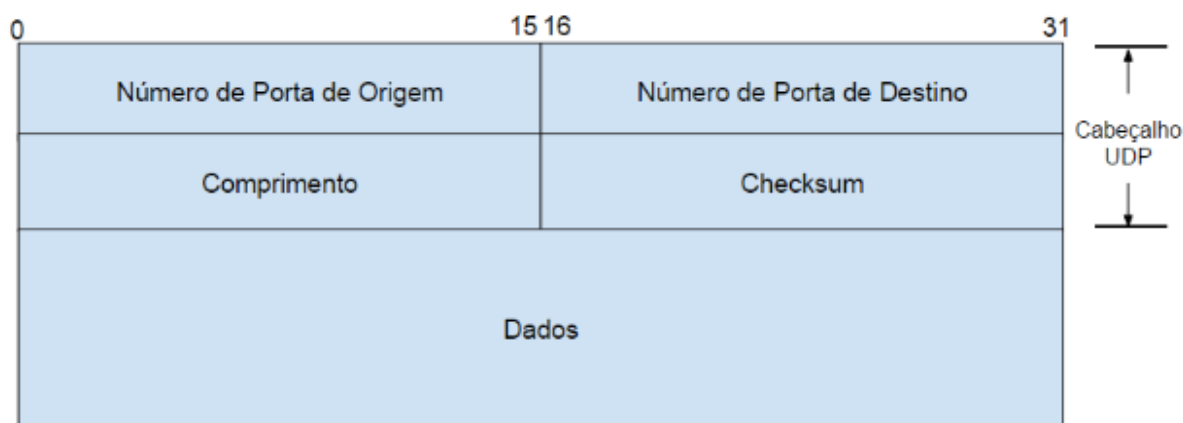 0 15 16 31
Número de Porta de Origem Número de Porta de Destino
Cabeçalho
UDP
Comprimento Checksum
Dados